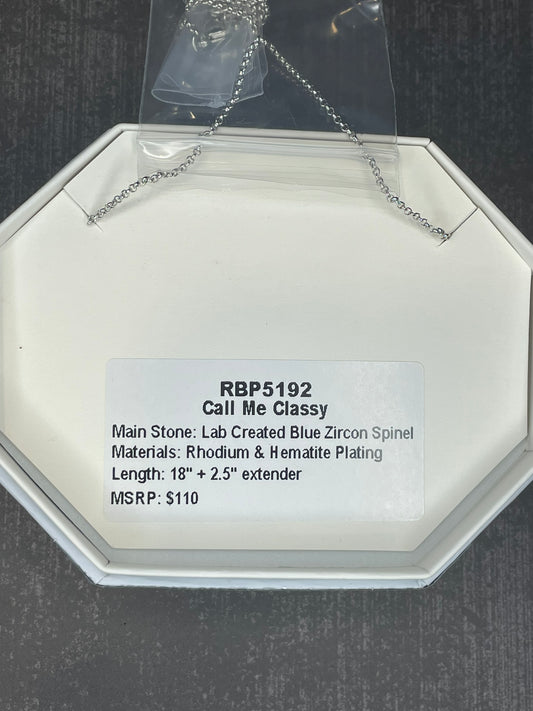 RBP5192
Call Me Classy
Main Stone: Lab Created Blue Zircon Spinel
Materials: Rhodium & Hematite Plating
Length: 18" + 2.5" extender
MSRP: $110